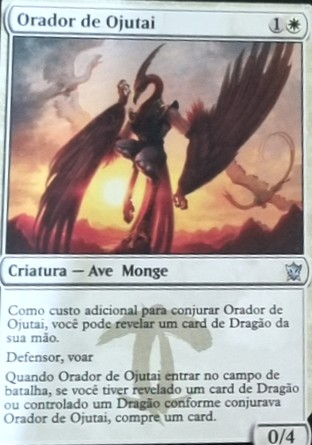 Orador de Ojutai 1
Criatura — Ave Monge
Como custo adicional para conjurar Orador de
Ojutai, você pode revelar um card de Dragão da
sua mão.
Defensor, voar
Quando Orador de Ojutai entrar no campo de
batalha, se você tiver revelado um card de Dragão
ou controlado um Dragão conforme conjurava
Orador de Ojutai, compre um card.
0/4